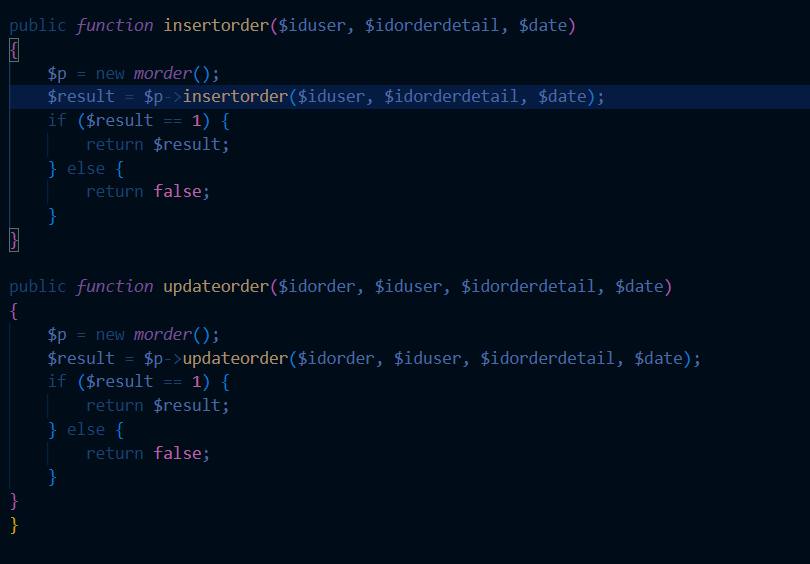 public function insertorder($iduser, $idorderdetail, $date)
{
    $p = new morder();
    $result = $p->insertorder($iduser, $idorderdetail, $date);
    if ($result == 1) {
        return $result;
    } else {
        return false;
    }
}

public function updateorder($idorder, $iduser, $idorderdetail, $date)
{
    $p = new morder();
    $result = $p->updateorder($idorder, $iduser, $idorderdetail, $date);
    if ($result == 1) {
        return $result;
    } else {
        return false;
    }
}
}